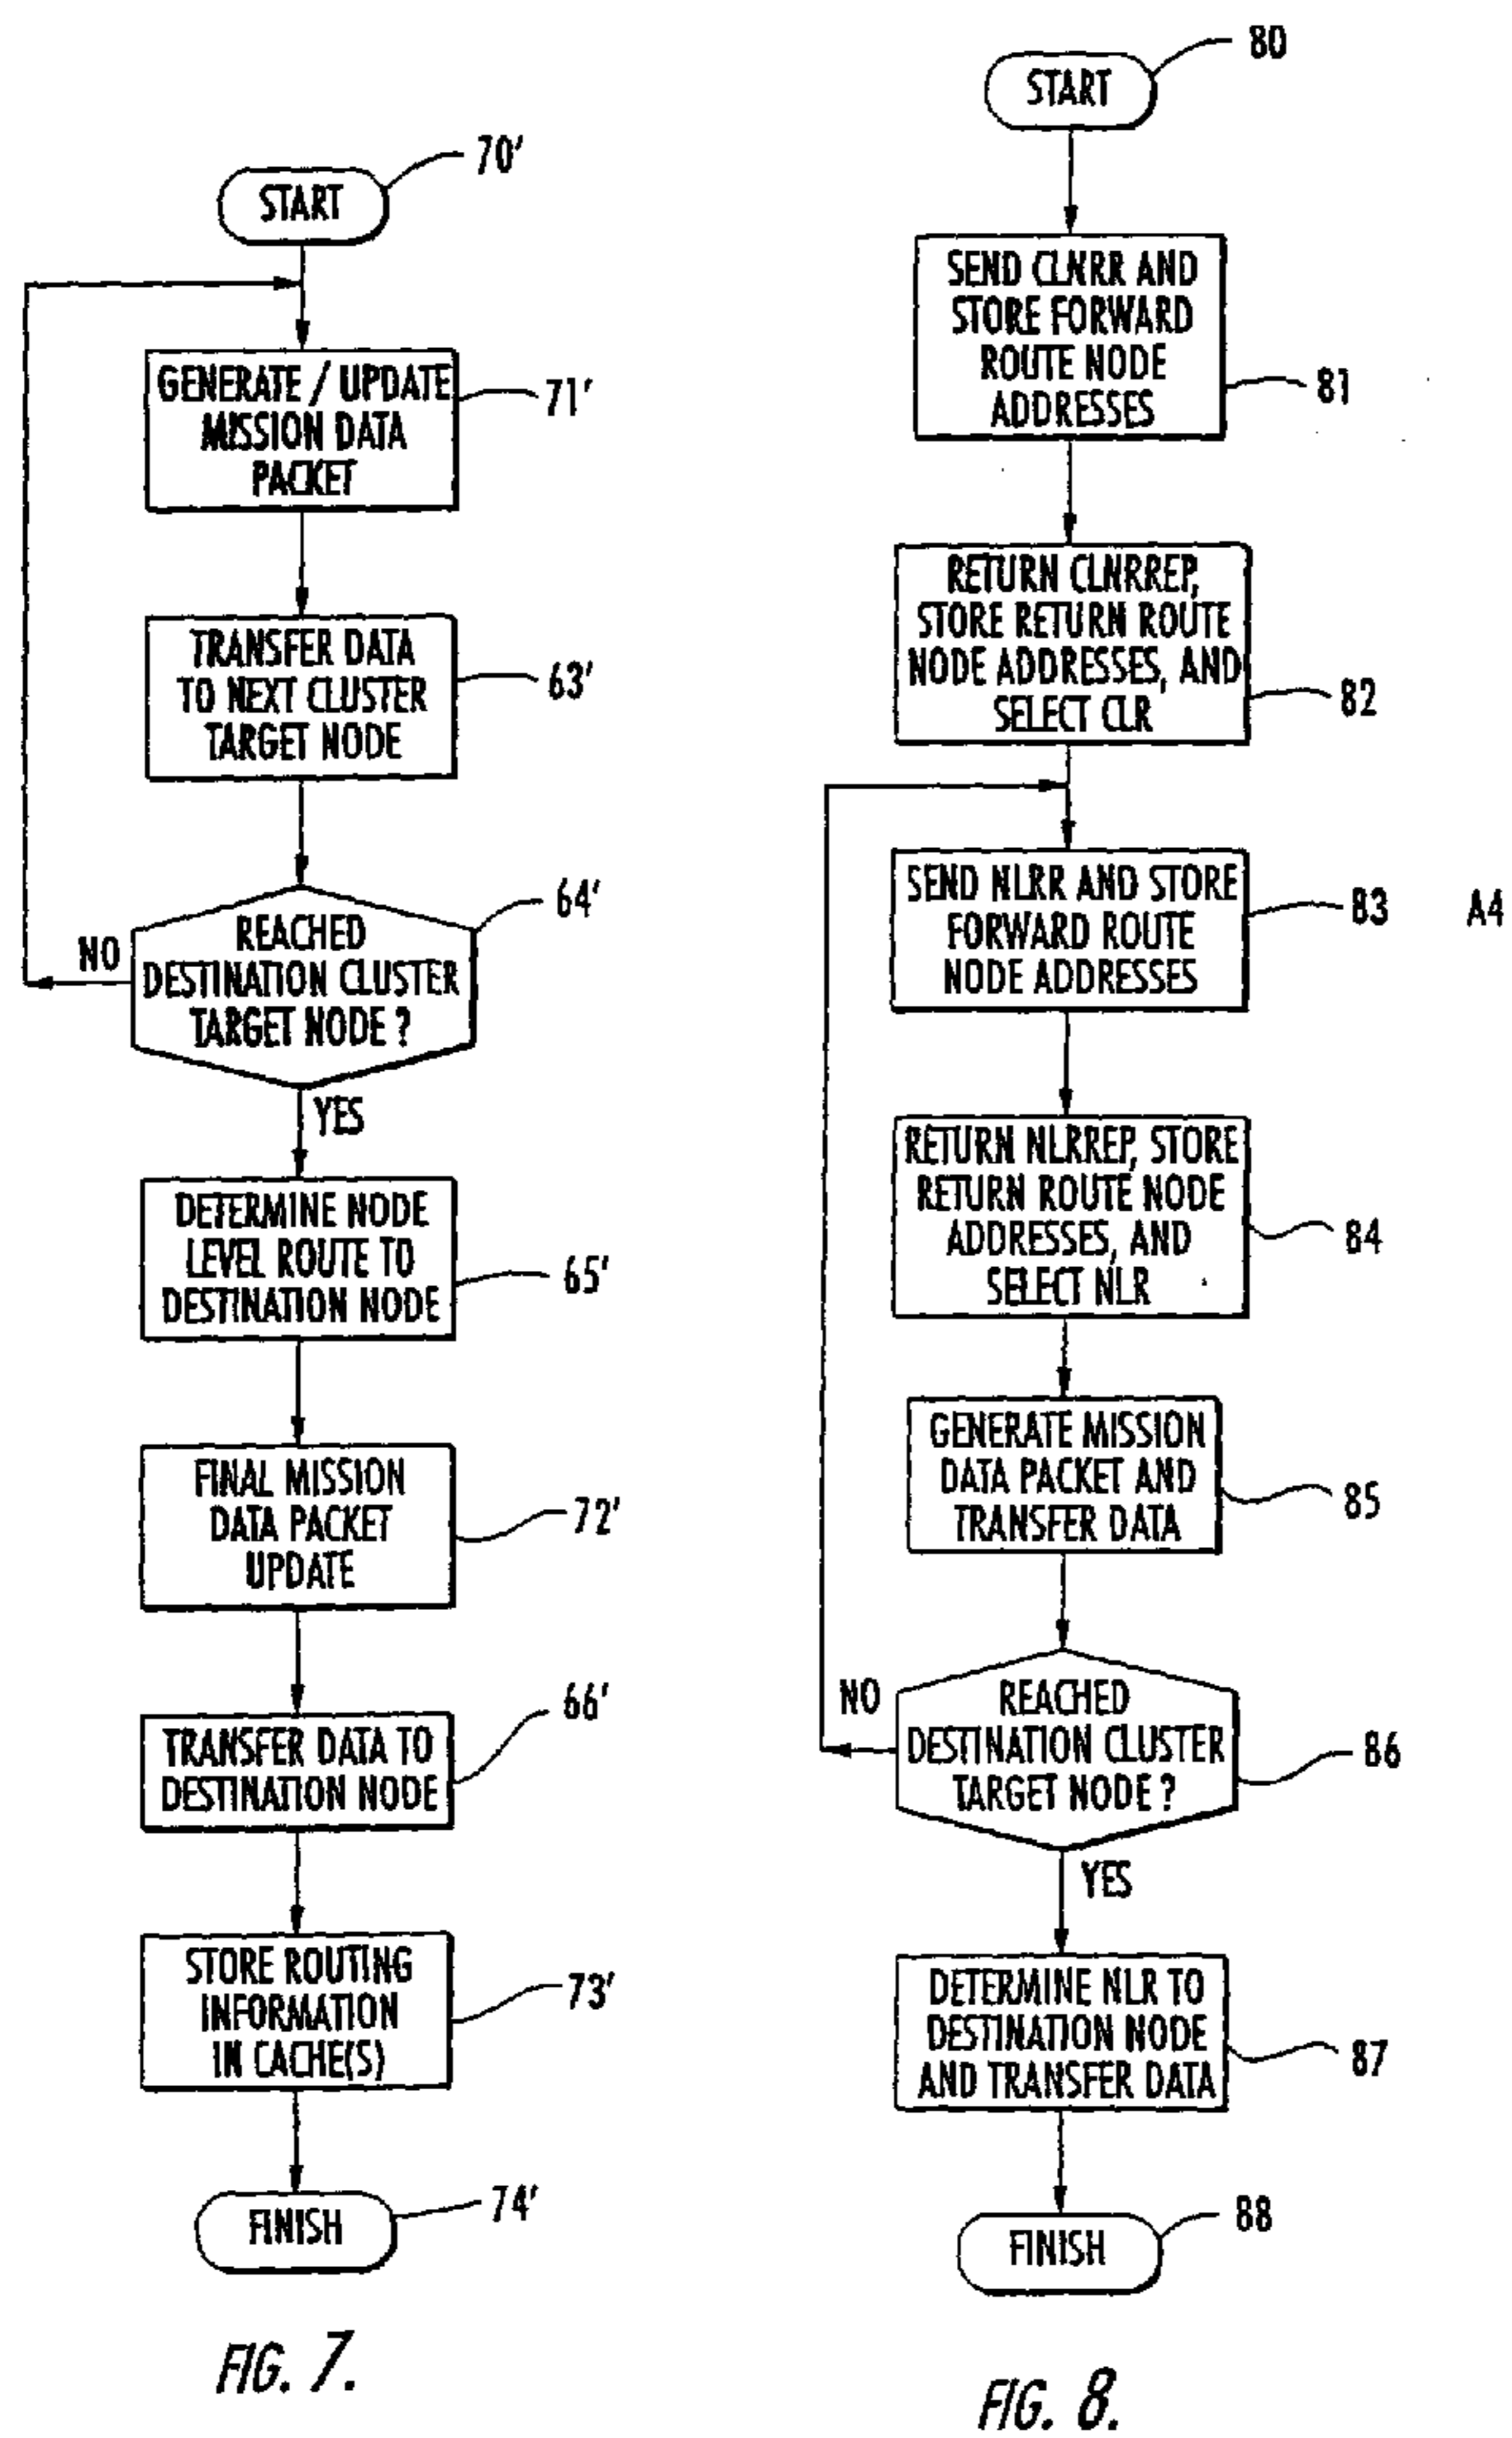 70'
START
GENERATE / UPDATE
MISSION DATA
PACKET
71'
TRANSFER DATA
TO NEXT CLUSTER
TARGET NODE
63'
REACHED
DESTINATION CLUSTER
TARGET NODE ?
64'
NO
YES
DETERMINE NODE
LEVEL ROUTE TO
DESTINATION NODE
65'
FINAL MISSION
DATA PACKET
UPDATE
72'
TRANSFER DATA TO
DESTINATION NODE
66'
STORE ROUTING
INFORMATION
IN CACHE(S)
73'
FINISH
74'
FIG. 7.
80
START
SEND CLNRR AND
STORE FORWARD
ROUTE NODE
ADDRESSES
81
RETURN CLNRREP,
STORE RETURN ROUTE
NODE ADDRESSES, AND
SELECT CLR
82
SEND NLRR AND STORE
FORWARD ROUTE
NODE ADDRESSES
83
A4
RETURN NLRREP, STORE
RETURN ROUTE NODE
ADDRESSES, AND
SELECT NLR
84
GENERATE MISSION
DATA PACKET AND
TRANSFER DATA
85
REACHED
DESTINATION CLUSTER
TARGET NODE ?
86
NO
YES
DETERMINE NLR TO
DESTINATION NODE
AND TRANSFER DATA
87
FINISH
88
FIG. 8.